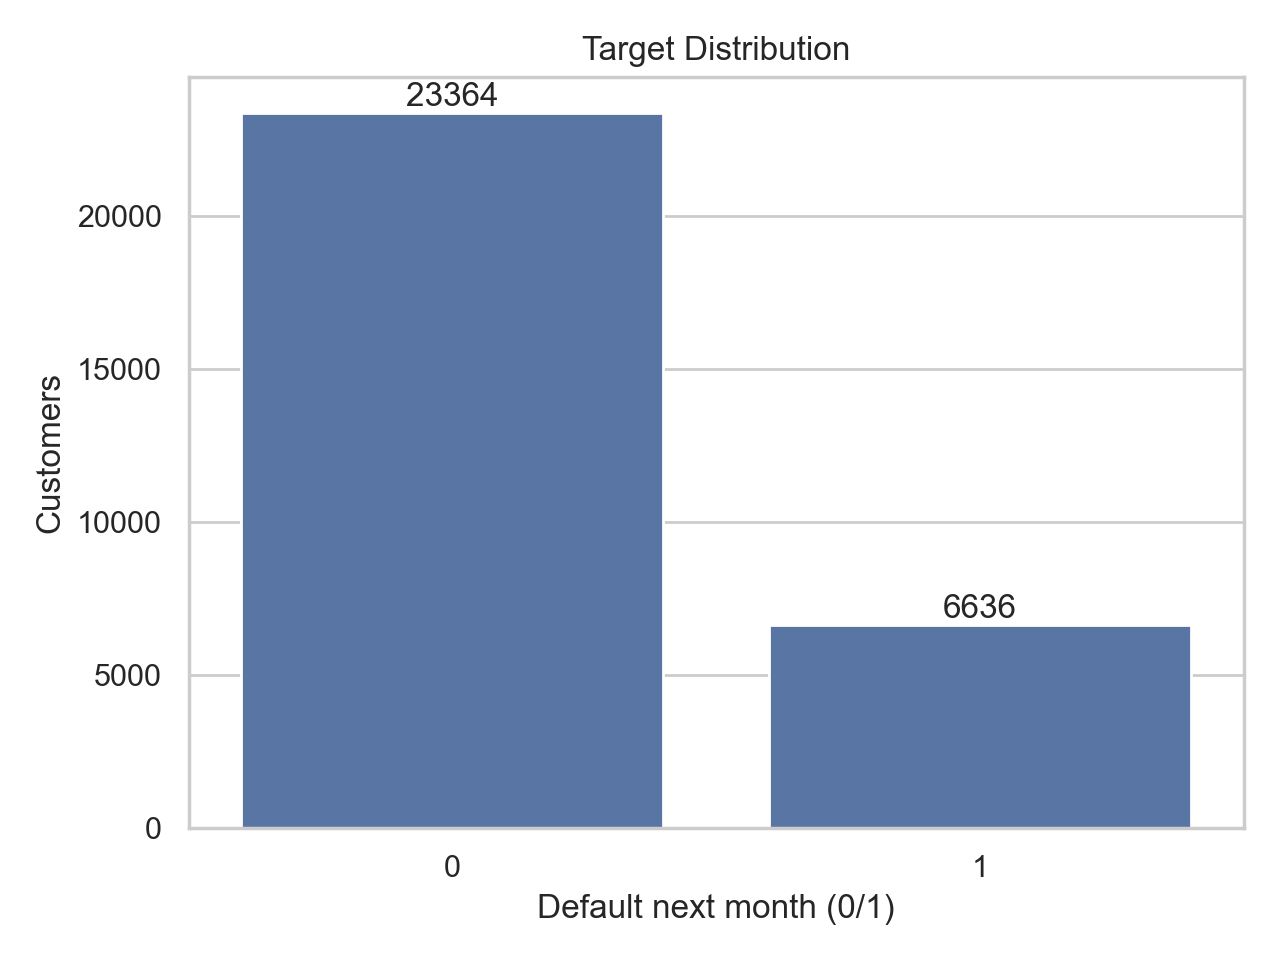 Target Distribution
23364
20000
15000
10000
5000
0
6636
Customers
0 1
Default next month (0/1)